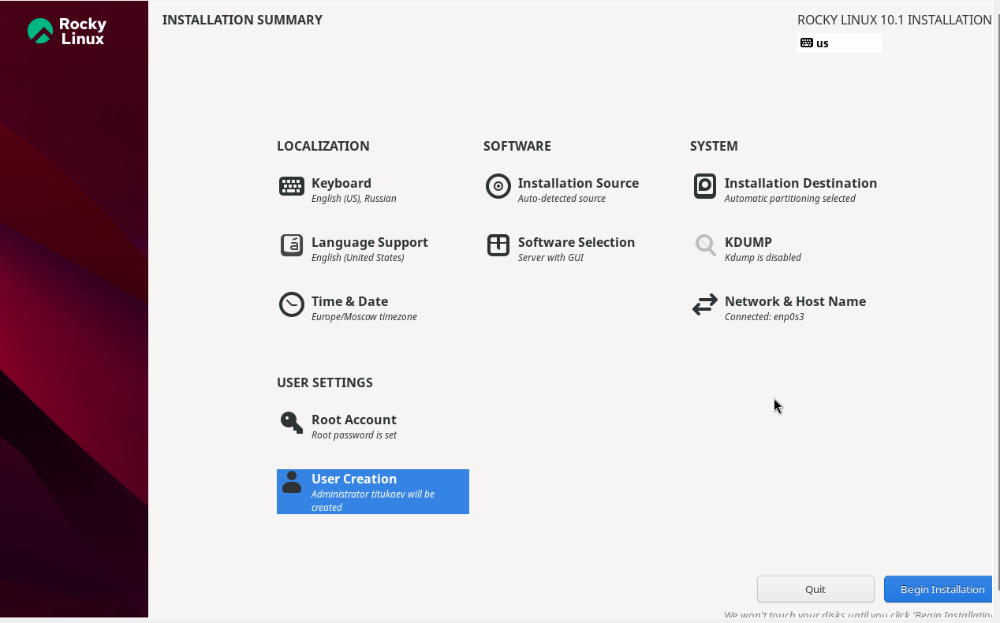 Rocky
Linux
INSTALLATION SUMMARY
ROCKY LINUX 10.1 INSTALLATION
us
LOCALIZATION
Keyboard
English (US), Russian
Language Support
English (United States)
Time & Date
Europe/Moscow timezone
SOFTWARE
Installation Source
Auto-detected source
Software Selection
Server with GUI
SYSTEM
Installation Destination
Automatic partitioning selected
KDUMP
Kdump is disabled
Network & Host Name
Connected: enp0s3
USER SETTINGS
Root Account
Root password is set
User Creation
Administrator titukaev will be
created
Quit
Begin Installation
We won't touch your disks until you click 'Begin Installatio